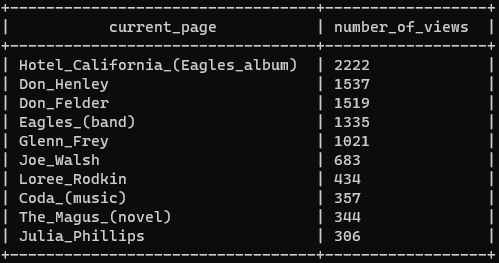 +--------------------------------+------------------+
|          current_page          | number_of_views  |
+--------------------------------+------------------+
| Hotel_California_(Eagles_album)  | 2222             |
| Don_Henley                     | 1537             |
| Don_Felder                     | 1519             |
| Eagles_(band)                  | 1335             |
| Glenn_Frey                     | 1021             |
| Joe_Walsh                      | 683              |
| Loree_Rodkin                   | 434              |
| Coda_(music)                   | 357              |
| The_Magus_(novel)              | 344              |
| Julia_Phillips                 | 306              |
+--------------------------------+------------------+